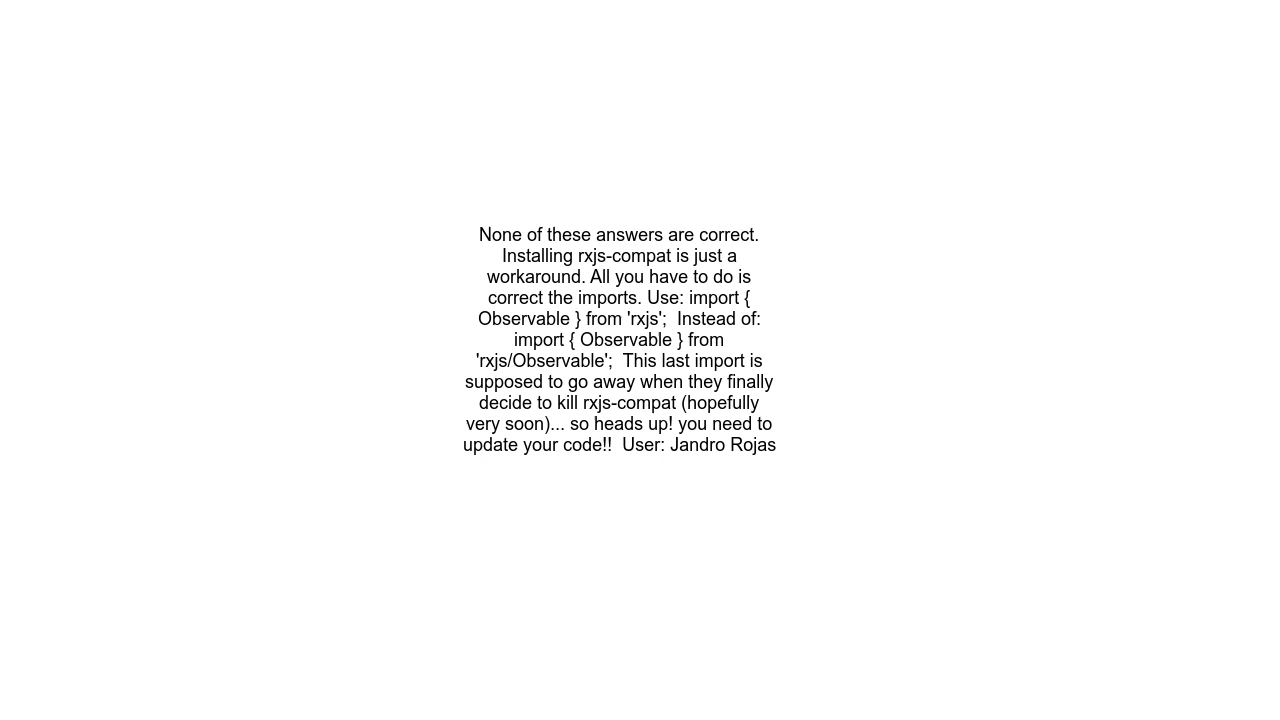 None of these answers are correct.
Installing rxjs-compat is just a
workaround. All you have to do is
correct the imports. Use: import {
Observable } from 'rxjs';  Instead of:
import { Observable } from
'rxjs/Observable';  This last import is
supposed to go away when they finally
decide to kill rxjs-compat (hopefully
very soon)... so heads up! you need to
update your code!!  User: Jandro Rojas